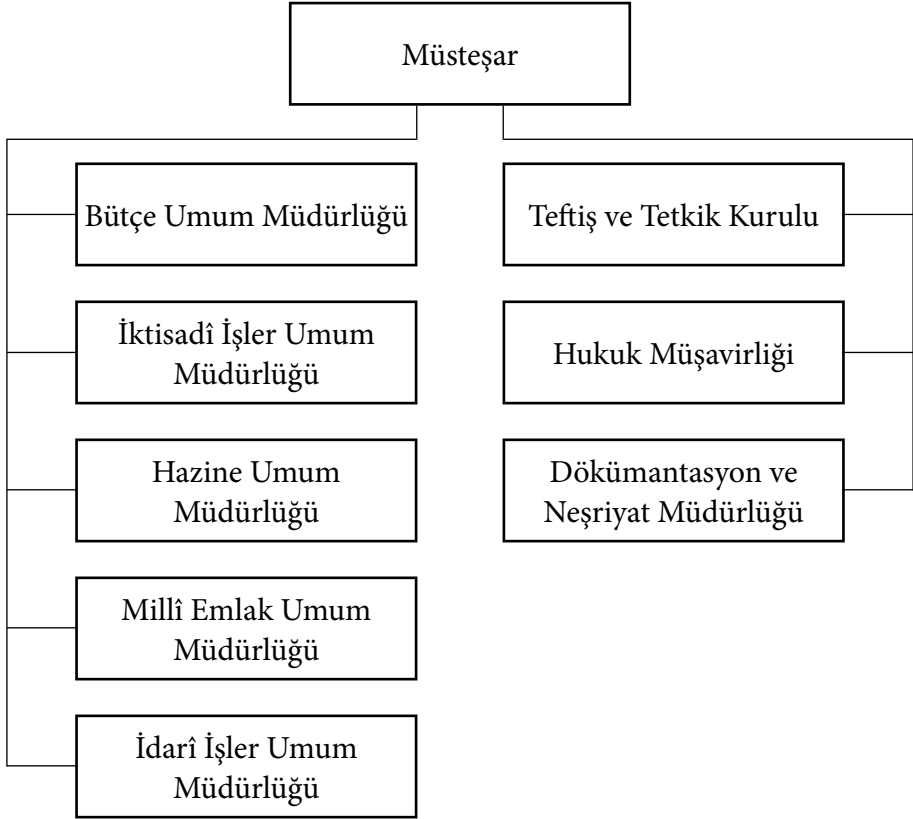 Müsteşar
Bütçe Umum Müdürlüğü
İktisadî İşler Umum
Müdürlüğü
Hazine Umum
Müdürlüğü
Millî Emlak Umum
Müdürlüğü
İdarî İşler Umum
Müdürlüğü
Teftiş ve Tetkik Kurulu
Hukuk Müşavirliği
Dökümantasyon ve
Neşriyat Müdürlüğü